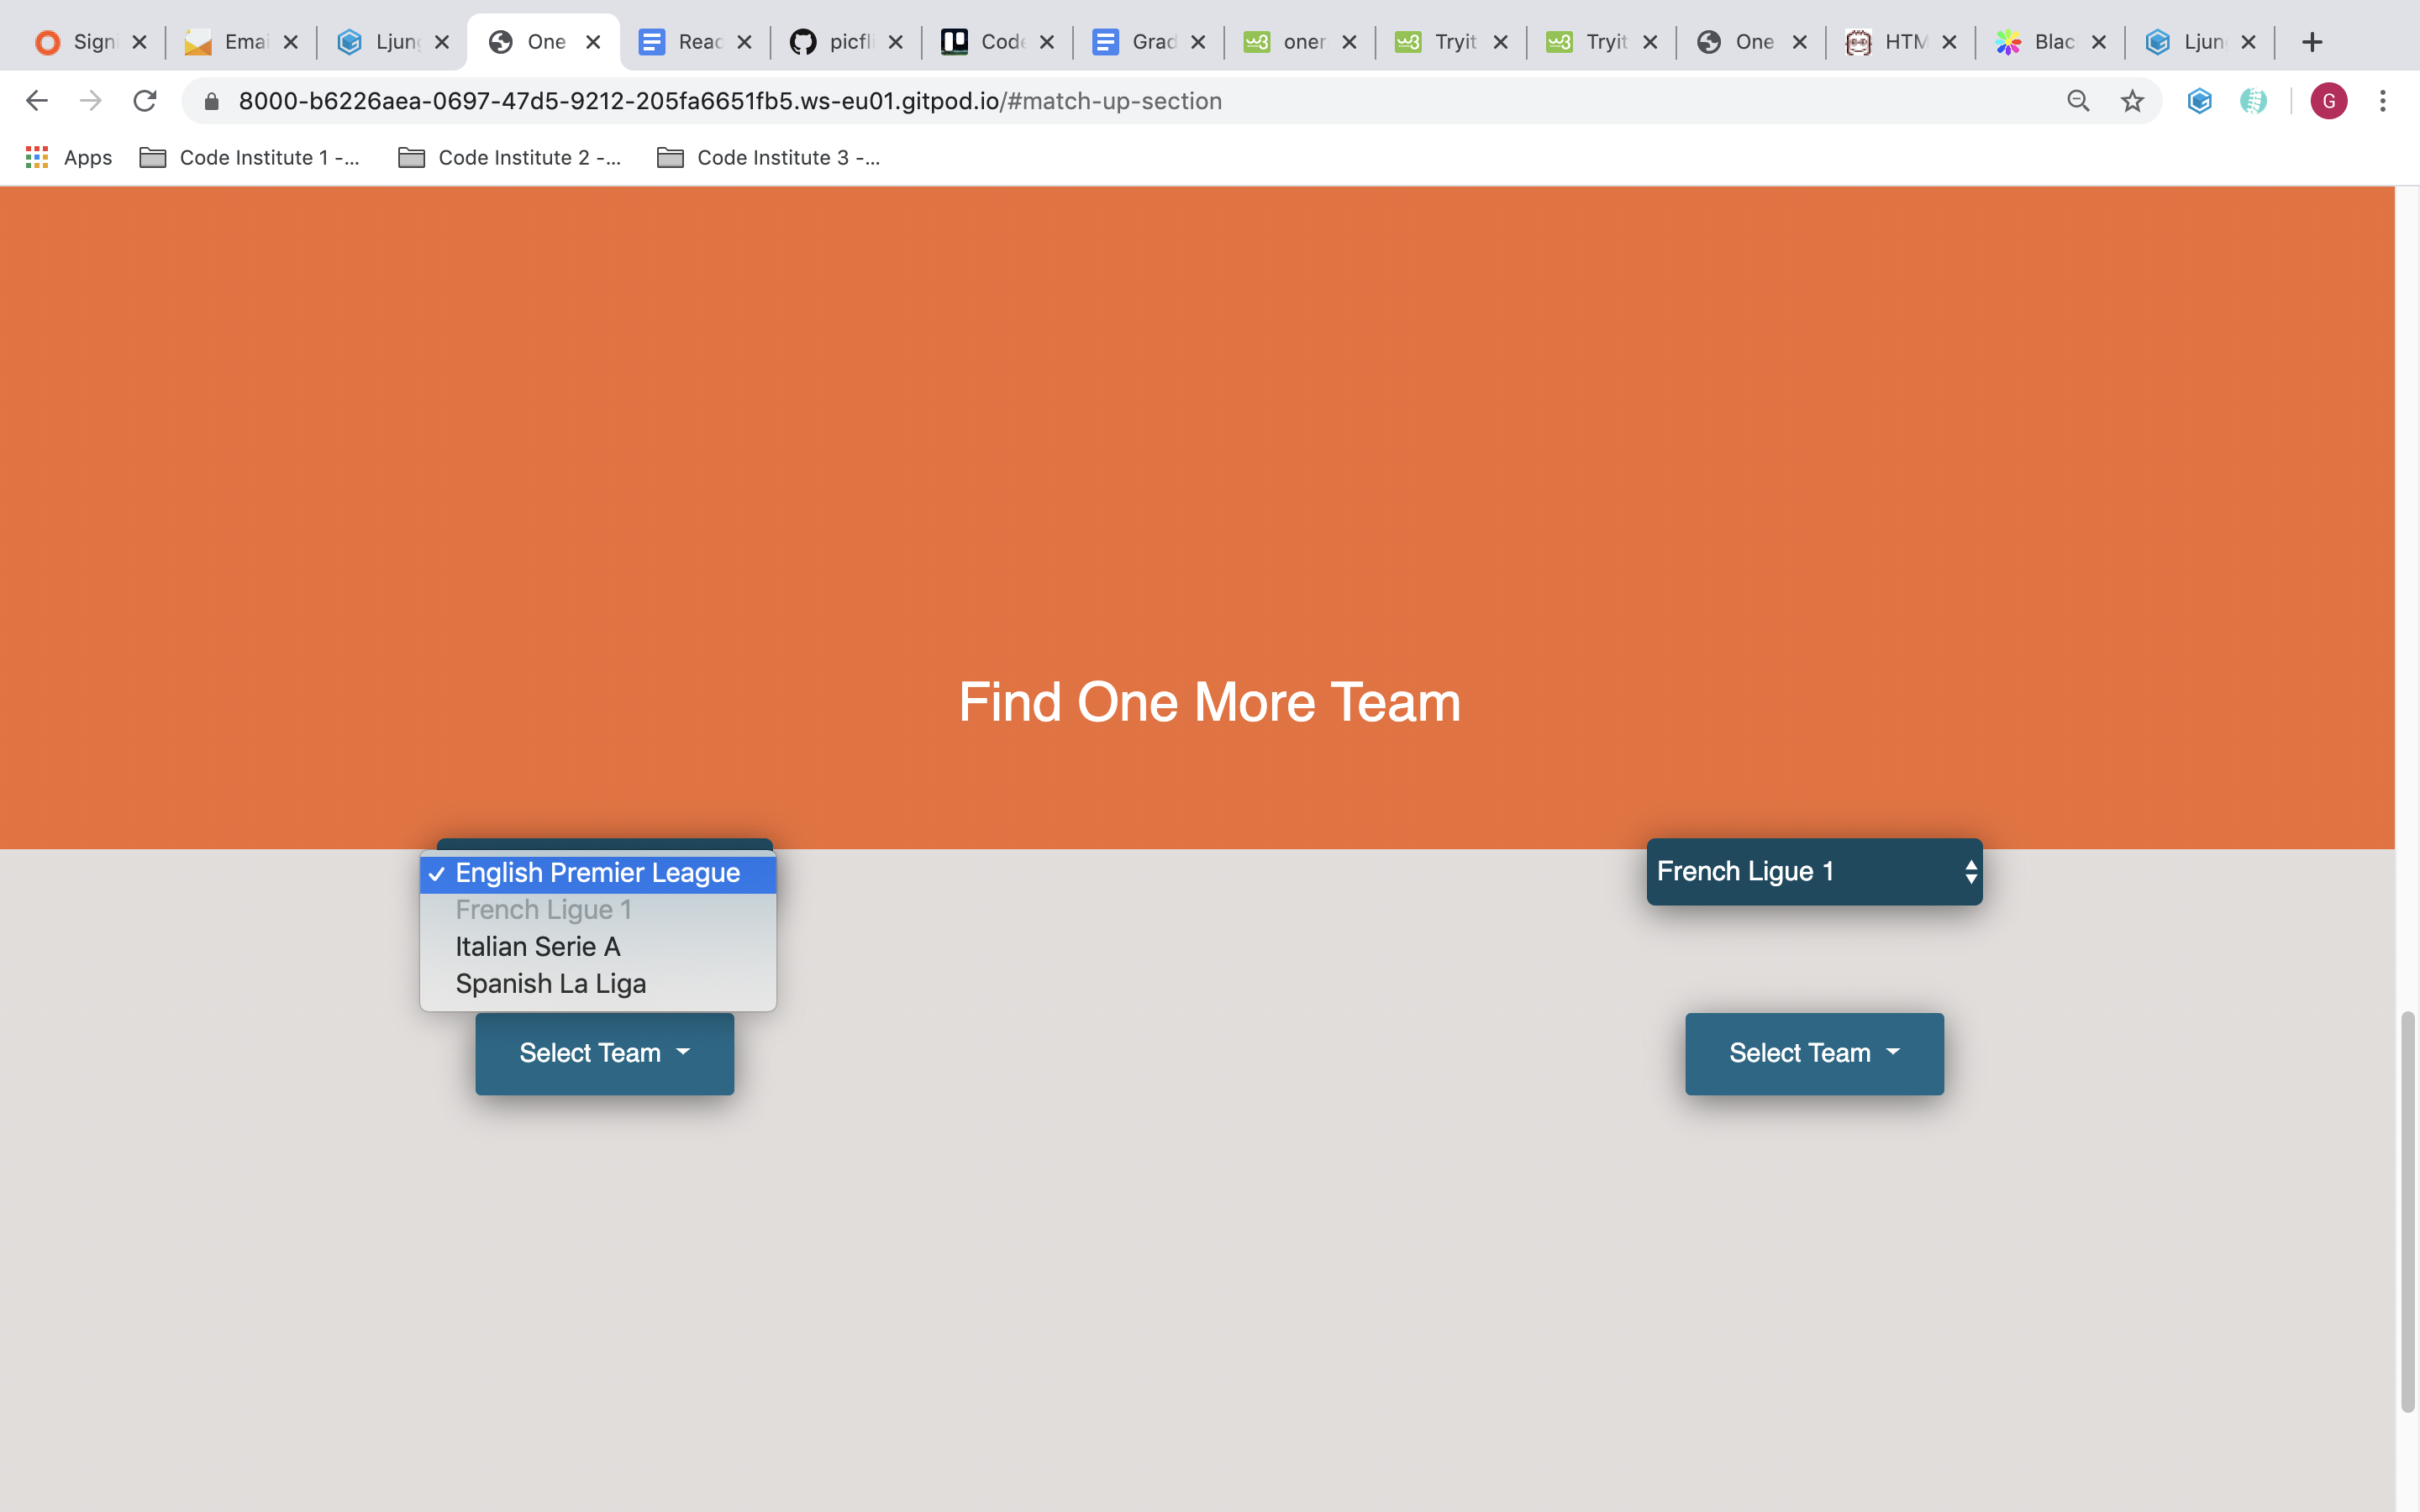 Signi Emai Ljung One Read picfli Code Grad oner Tryit Tryit One HTM Blac Ljun
8000-b6226aea-0697-47d5-9212-205fa6651fb5.ws-eu01.gitpod.io/#match-up-section G
Apps Code Institute 1 -... Code Institute 2 -... Code Institute 3 -...
Find One More Team
English Premier League
French Ligue 1
Italian Serie A
Spanish La Liga
Select Team
French Ligue 1
Select Team